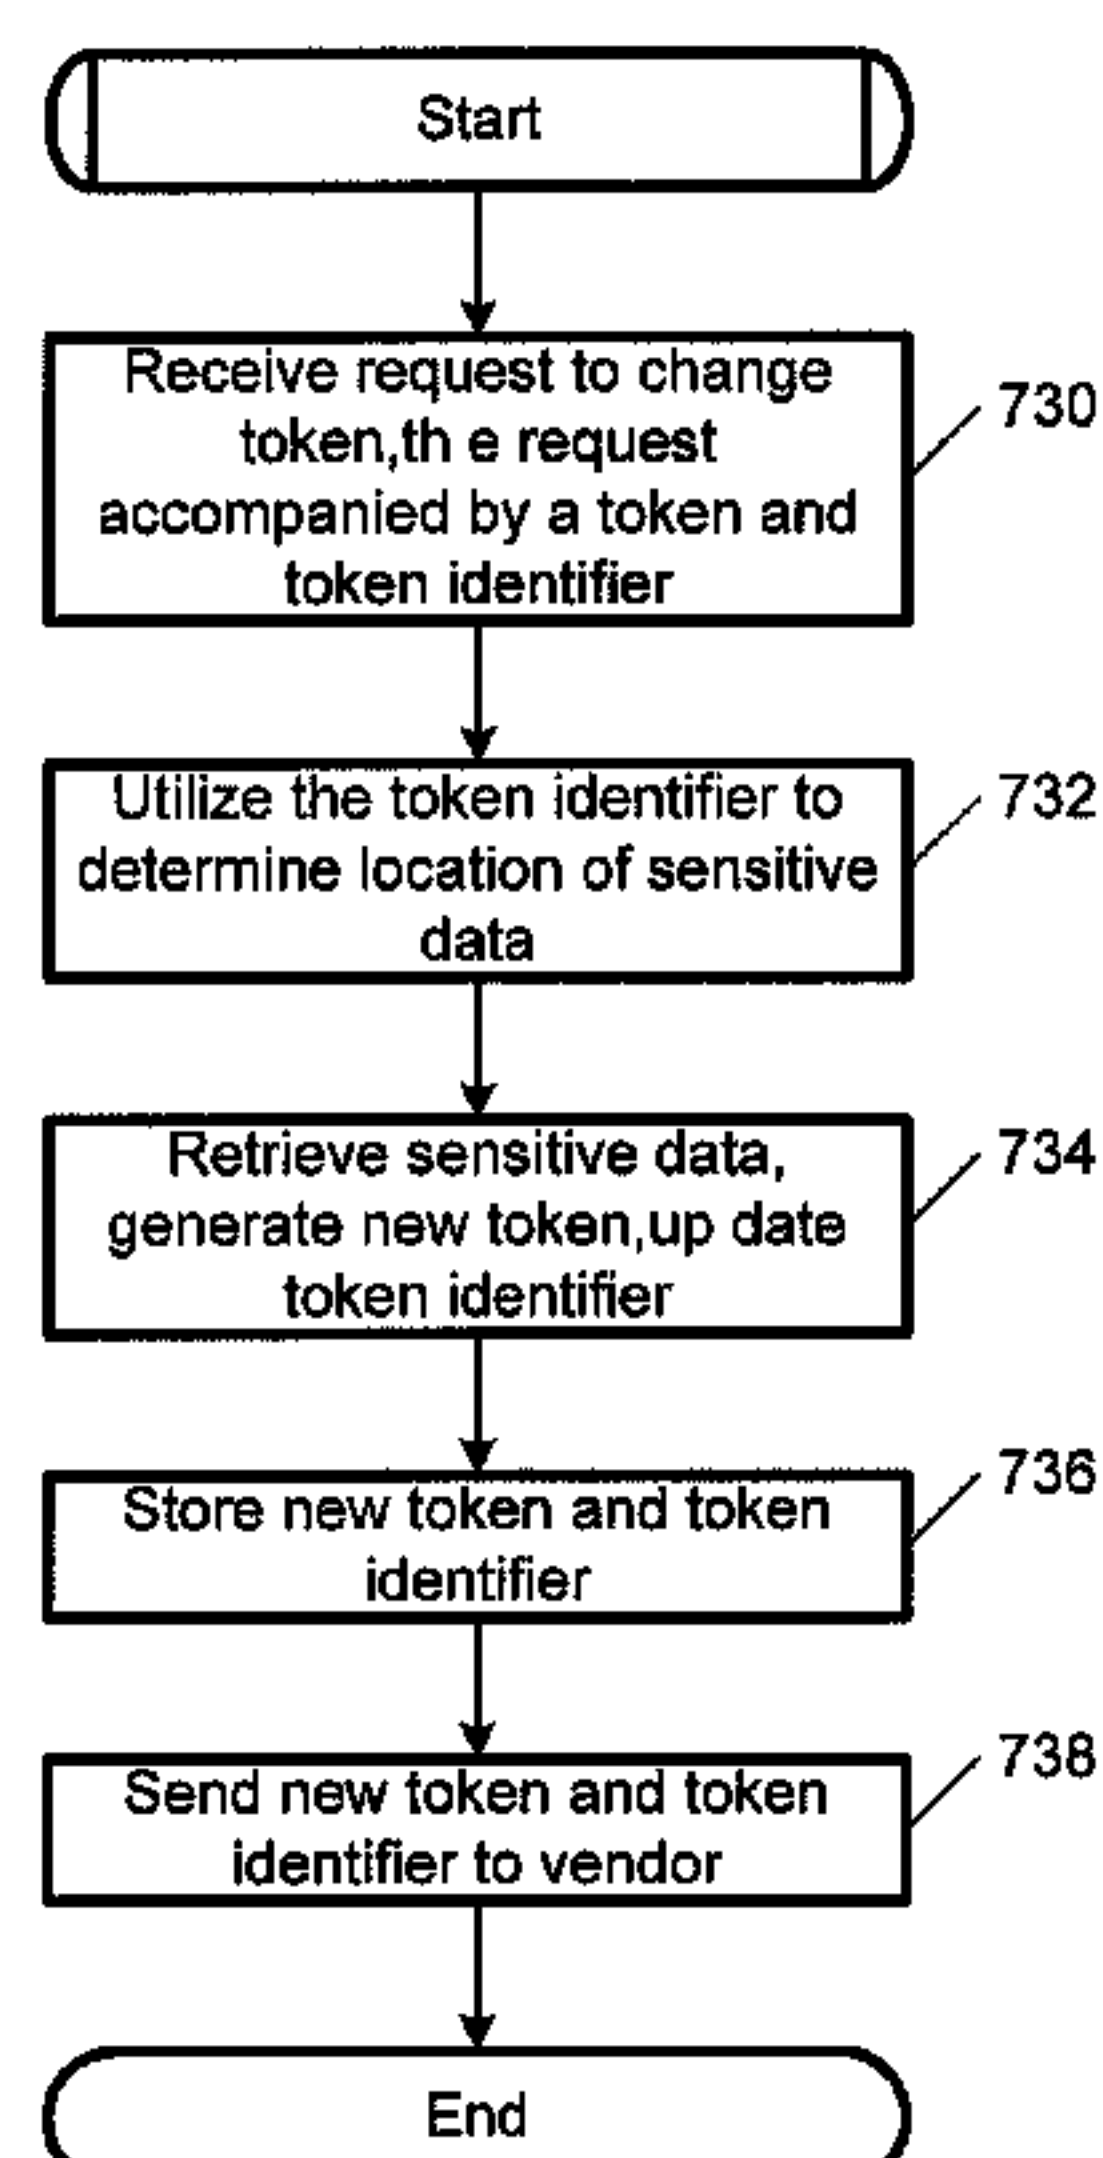 Start
Receive request to change
token,th e request
accompanied by a token and
token identifier
730
Utilize the token identifier to
determine location of sensitive
data
732
Retrieve sensitive data,
generate new token,up date
token identifier
734
Store new token and token
identifier
736
Send new token and token
identifier to vendor
738
End